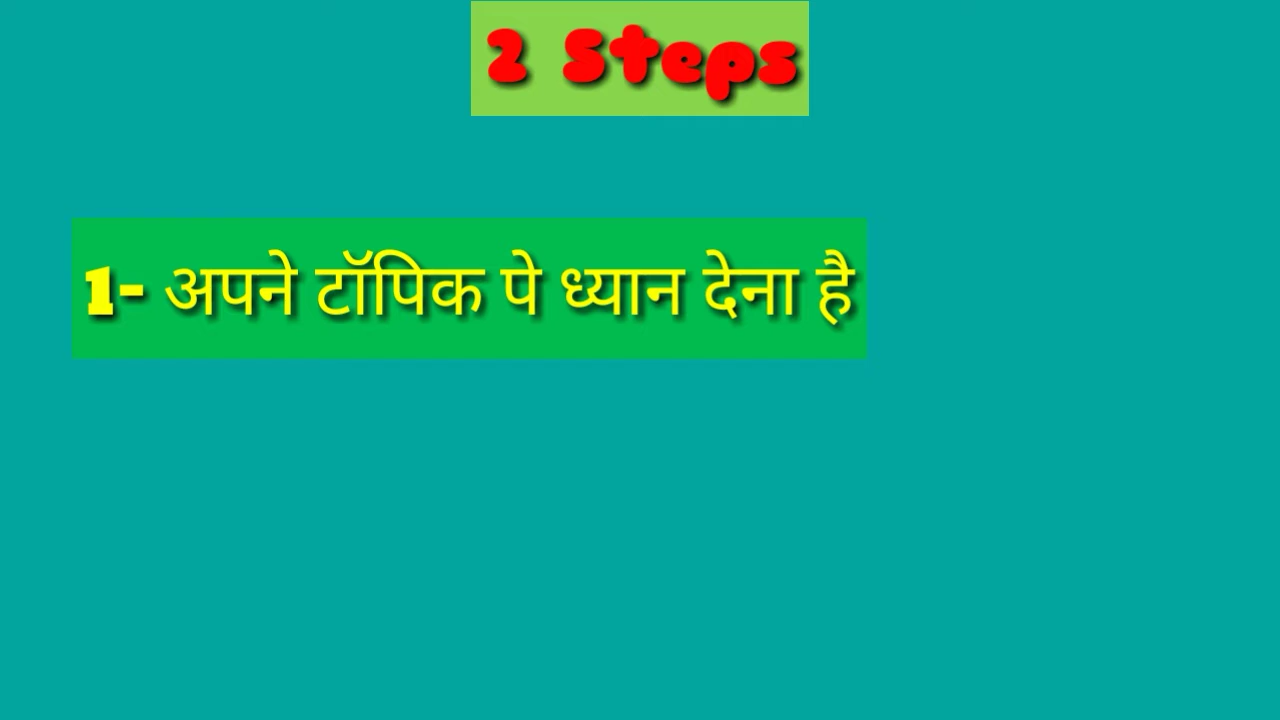 2 Steps
1- अपने टॉपिक पे ध्यान देना है